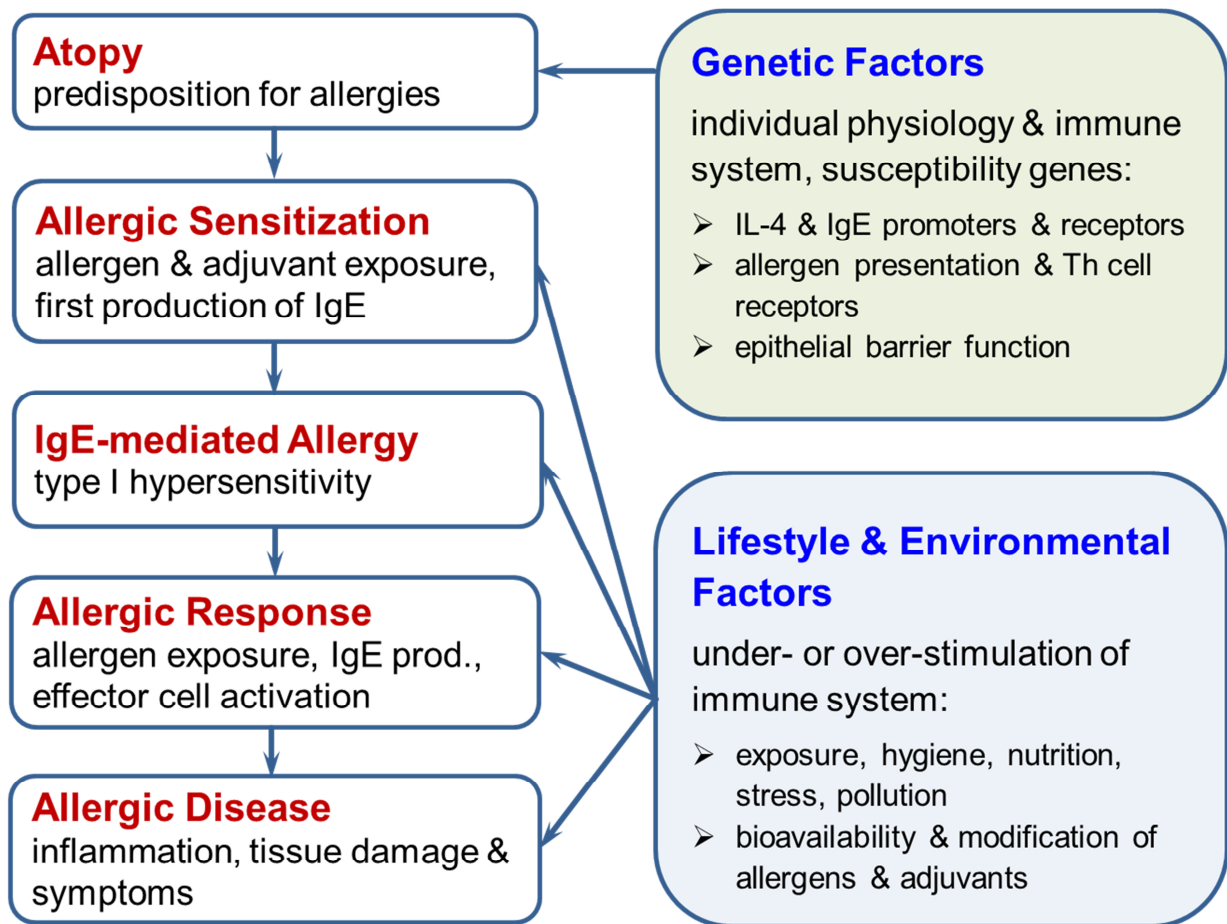 Atopy
predisposition for allergies
Allergic Sensitization
allergen & adjuvant exposure,
first production of IgE
IgE-mediated Allergy
type I hypersensitivity
Allergic Response
allergen exposure, IgE prod.,
effector cell activation
Allergic Disease
inflammation, tissue damage &
symptoms
Genetic Factors
individual physiology & immune
system, susceptibility genes:
➢ IL-4 & IgE promoters & receptors
➢ allergen presentation & Th cell
receptors
➢ epithelial barrier function
Lifestyle & Environmental
Factors
under- or over-stimulation of
immune system:
➢ exposure, hygiene, nutrition,
stress, pollution
➢ bioavailability & modification of
allergens & adjuvants